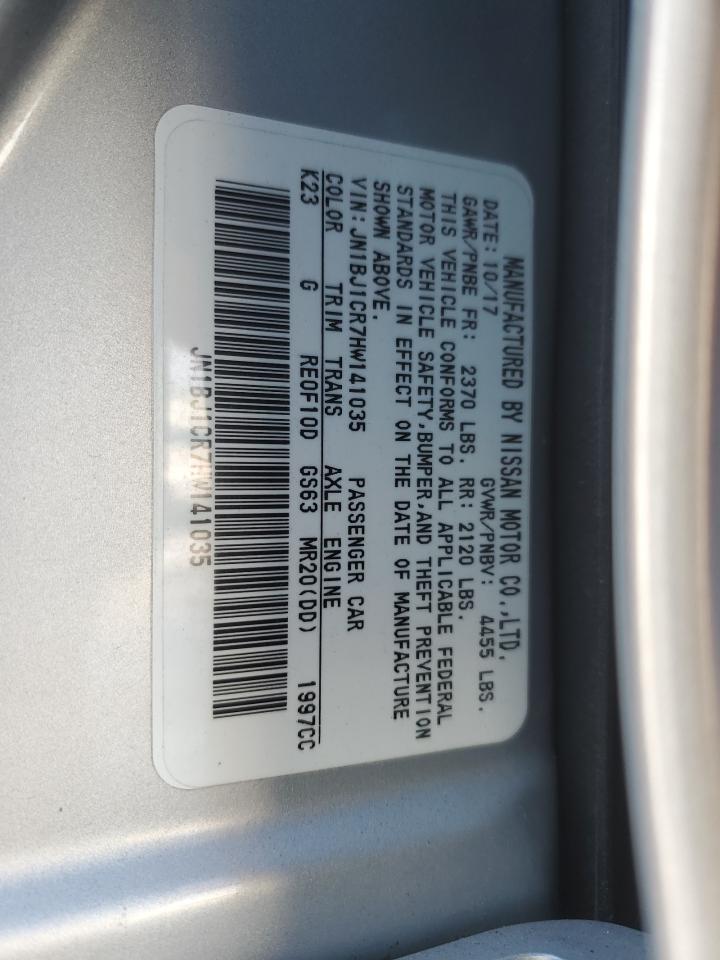 MANUFACTURED BY NISSAN MOTOR CO.,LTD.
DATE: 10/17 GVWR/PNBV: 4455 LBS.
GAWR/PNBE FR: 2370 LBS. RR: 2120 LBS.
THIS VEHICLE CONFORMS TO ALL APPLICABLE FEDERAL
MOTOR VEHICLE SAFETY,BUMPER,AND THEFT PREVENTION
STANDARDS IN EFFECT ON THE DATE OF MANUFACTURE
SHOWN ABOVE.
VIN: JN1BJ1CR7HW141035 PASSENGER CAR
COLOR TRIM TRANS AXLE ENGINE
K23 G RE0F10D GS63 MR20(DD) 1997CC
JN1BJ1CR7HW141035